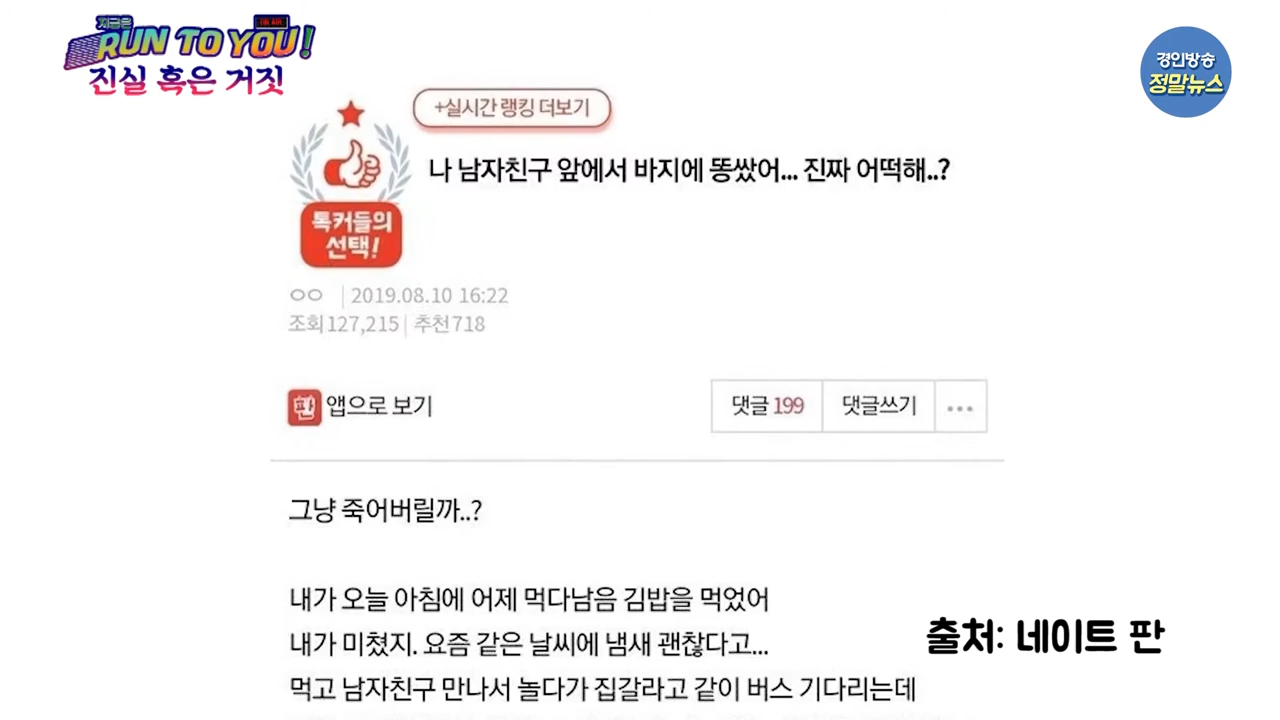 지금은
ON AIR
RUN TO YOU!
진실 혹은 거짓
경인방송
정말뉴스
+실시간 랭킹 더보기
나 남자친구 앞에서 바지에 똥쌌어... 진짜 어떡해..?
톡커들의
선택!
ㅇㅇ | 2019.08.10 16:22
조회 127,215 | 추천 718
판 앱으로 보기
댓글 199 댓글쓰기 ...
그냥 죽어버릴까..?
내가 오늘 아침에 어제 먹다남음 김밥을 먹었어
내가 미쳤지. 요즘 같은 날씨에 냄새 괜찮다고...
출처: 네이트 판
먹고 남자친구 만나서 놀다가 집갈라고 같이 버스 기다리는데